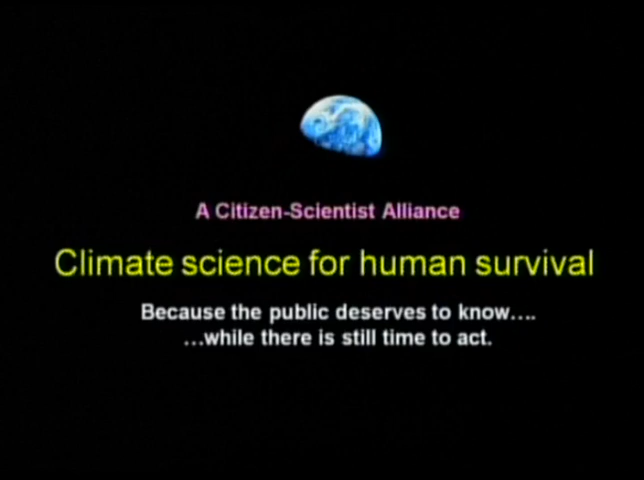 A Citizen-Scientist Alliance
Climate science for human survival
Because the public deserves to know....
...while there is still time to act.